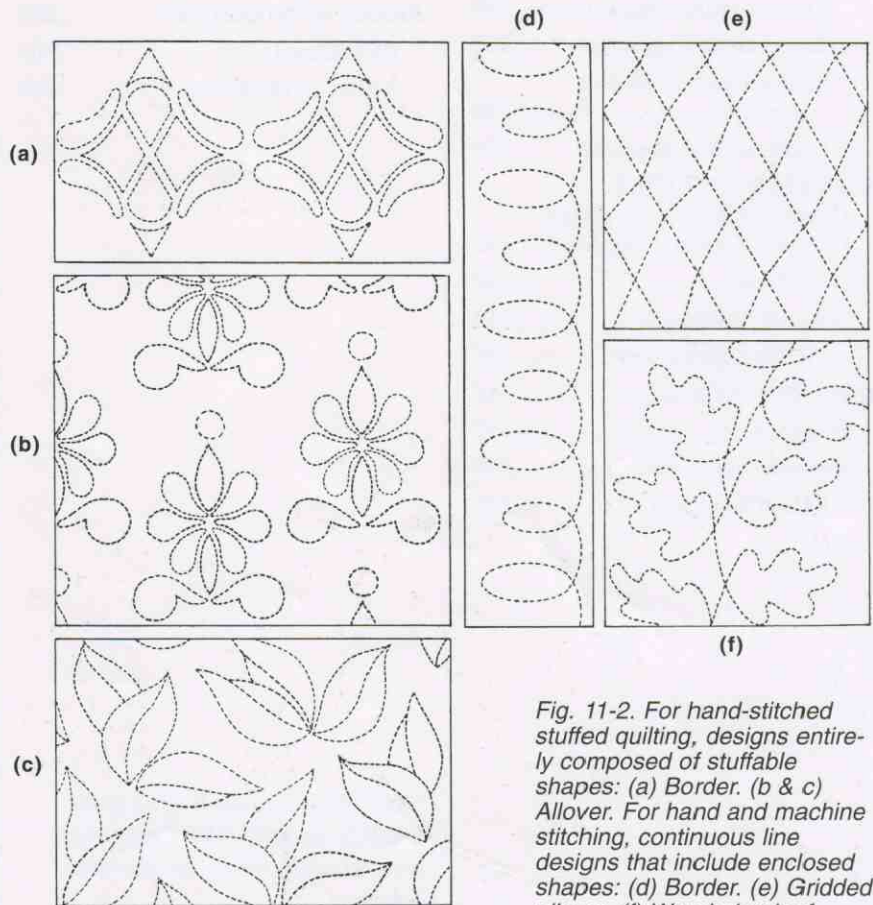 (d)
(e)
(a)
(b)
(c)
(f)
Fig. 11-2. For hand-stitched
stuffed quilting, designs entire-
ly composed of stuffable
shapes: (a) Border. (b & c)
Allover. For hand and machine
stitching, continuous line
designs that include enclosed
shapes: (d) Border. (e) Gridded